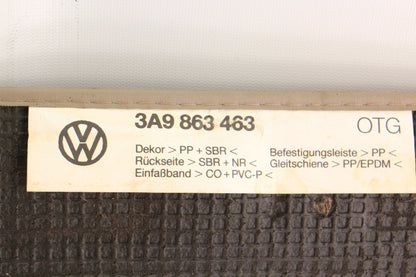 3A9 863 463 OTG
Dekor > PP + SBR < Befestigungsleiste > PP <
Rückseite > SBR + NR < Gleitschiene > PP/EPDM <
Einfaßband > CO + PVC-P <